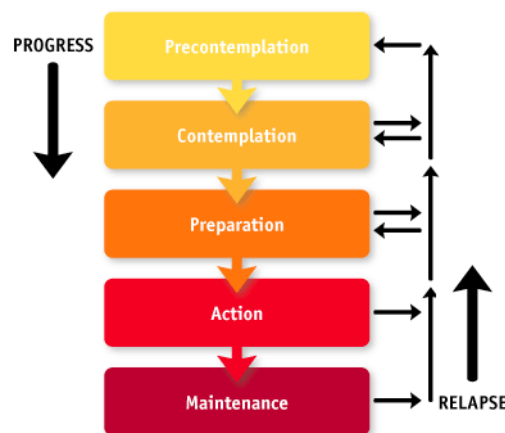 PROGRESS
Precontemplation
Contemplation
Preparation
Action
Maintenance
RELAPSE